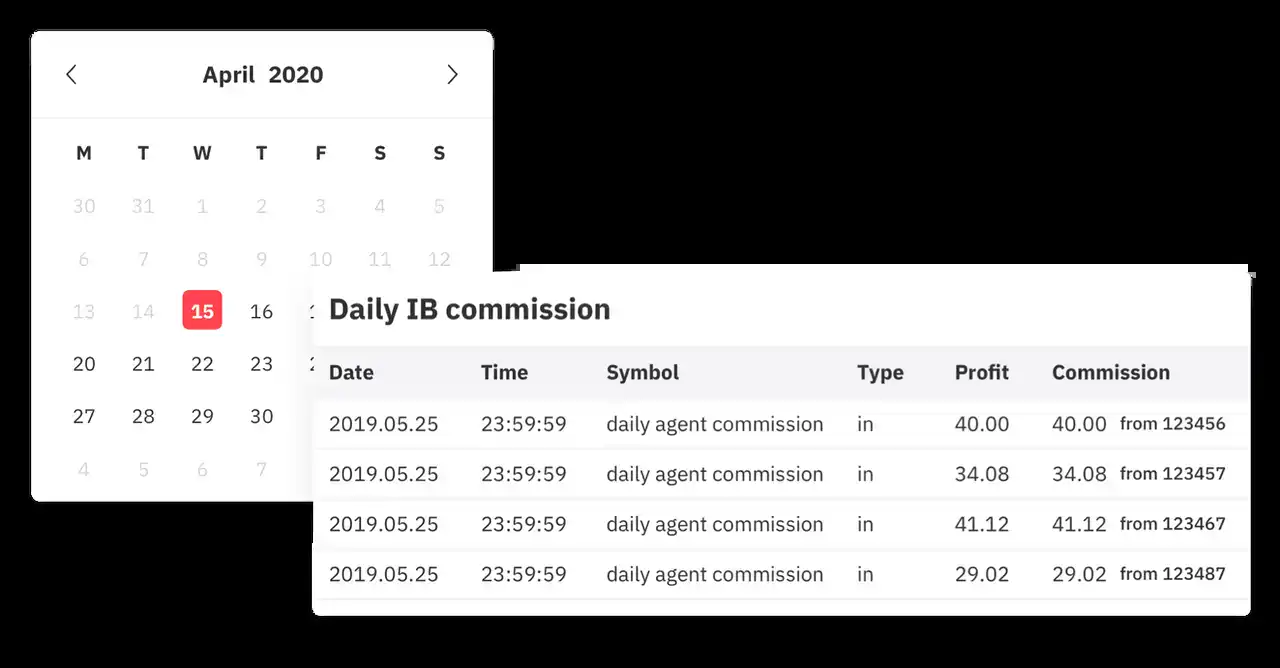 April 2020
M T W T F S S
30 31 1 2 3 4 5
6 7 8 9 10 11 12
13 14 15 16
20 21 22 23
27 28 29 30
4 5 6 7
Daily IB commission
Date Time Symbol Type Profit Commission
2019.05.25 23:59:59 daily agent commission in 40.00 40.00 from 123456
2019.05.25 23:59:59 daily agent commission in 34.08 34.08 from 123457
2019.05.25 23:59:59 daily agent commission in 41.12 41.12 from 123467
2019.05.25 23:59:59 daily agent commission in 29.02 29.02 from 123487